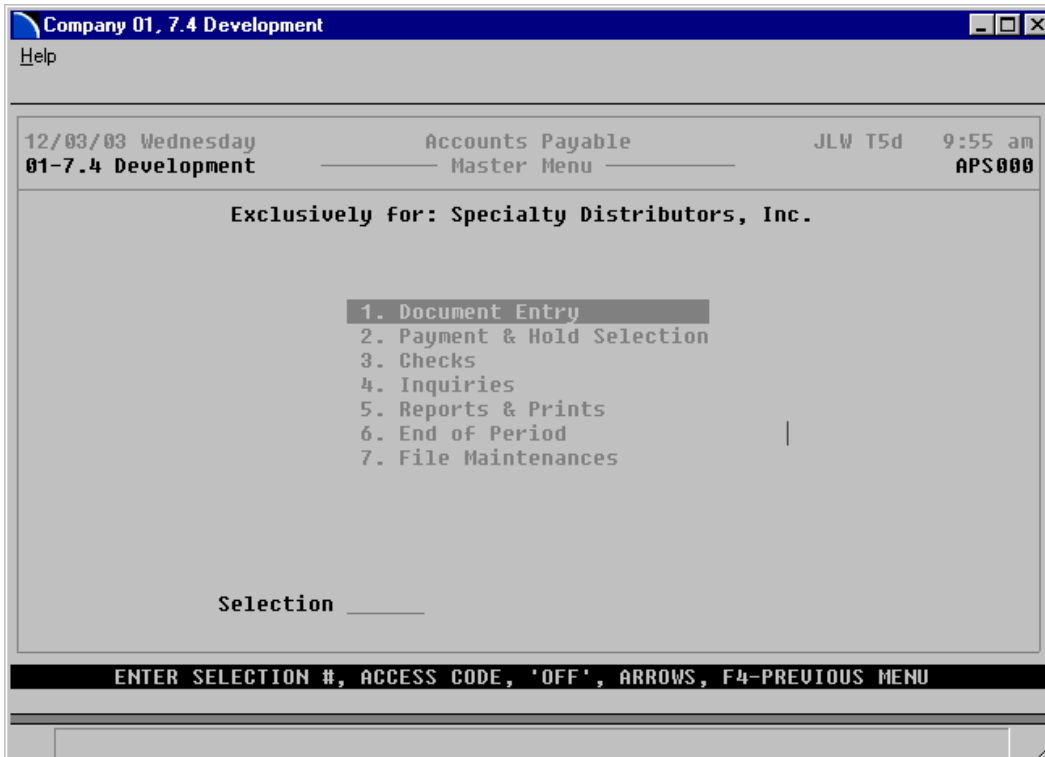 Company 01, 7.4 Development
Help
12/03/03 Wednesday Accounts Payable JLW T5d 9:55 am
01-7.4 Development Master Menu APS000
Exclusively for: Specialty Distributors, Inc.
1. Document Entry
2. Payment & Hold Selection
3. Checks
4. Inquiries
5. Reports & Prints
6. End of Period
7. File Maintenances
Selection ______
ENTER SELECTION #, ACCESS CODE, 'OFF', ARROWS, F4-PREVIOUS MENU